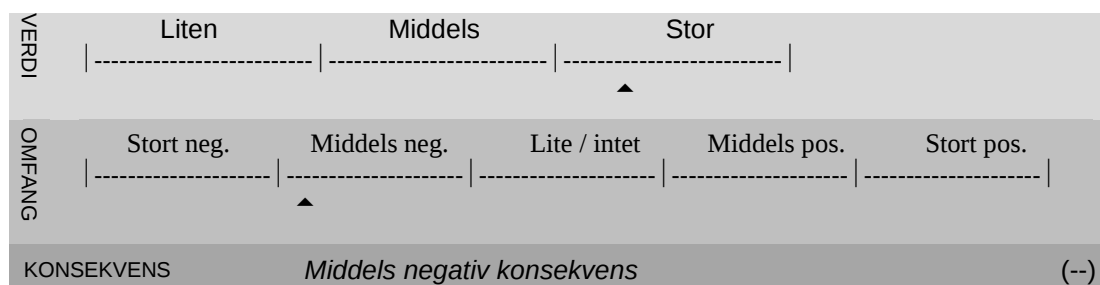 VERDI
Liten Middels Stor
|--------------------------|--------------------------|--------------------------|
▲
OMFANG
Stort neg. Middels neg. Lite / intet Middels pos. Stort pos.
|---------------------|---------------------|---------------------|---------------------|---------------------|
▲
KONSEKVENS Middels negativ konsekvens (--)